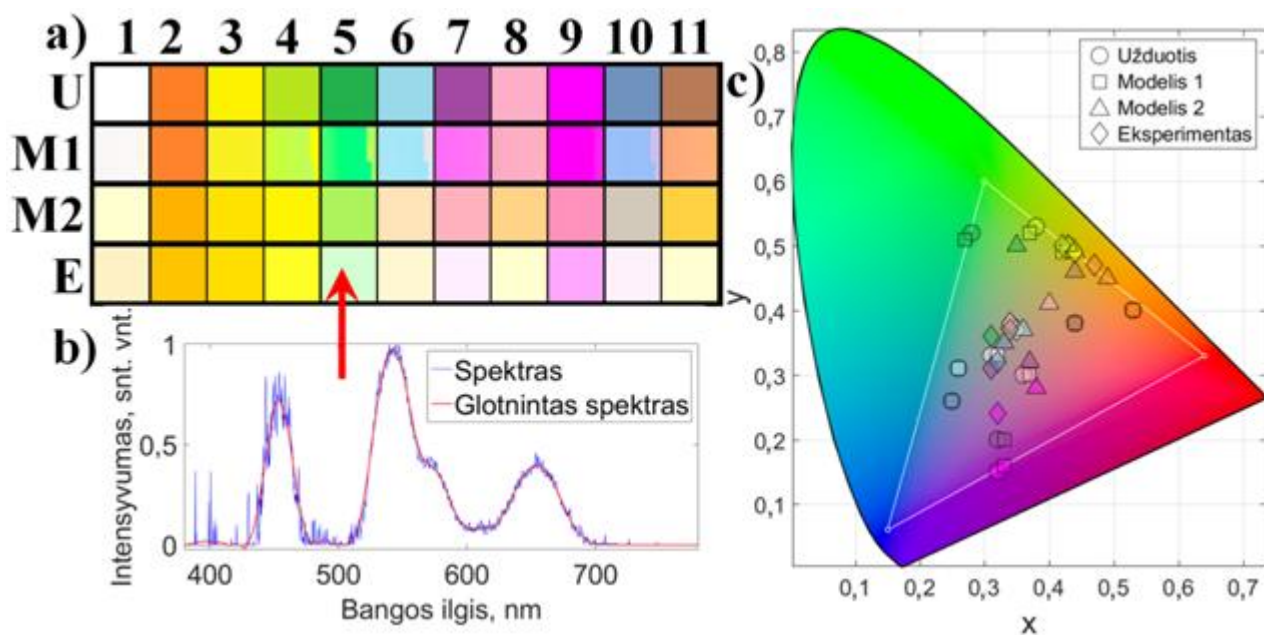 a)
1 2 3 4 5 6 7 8 9 10 11
U
M1
M2
E
b)
Intensyvumas, snt. vnt.
1
0,5
0
Spektras
Glotnintas spektras
400 500 600 700
Bangos ilgis, nm
c)
Užduotis
Modelis 1
Modelis 2
Eksperimentas
0,8
0,7
0,6
0,5
0,4
0,3
0,2
0,1
y
0,1 0,2 0,3 0,4 0,5 0,6 0,7
x